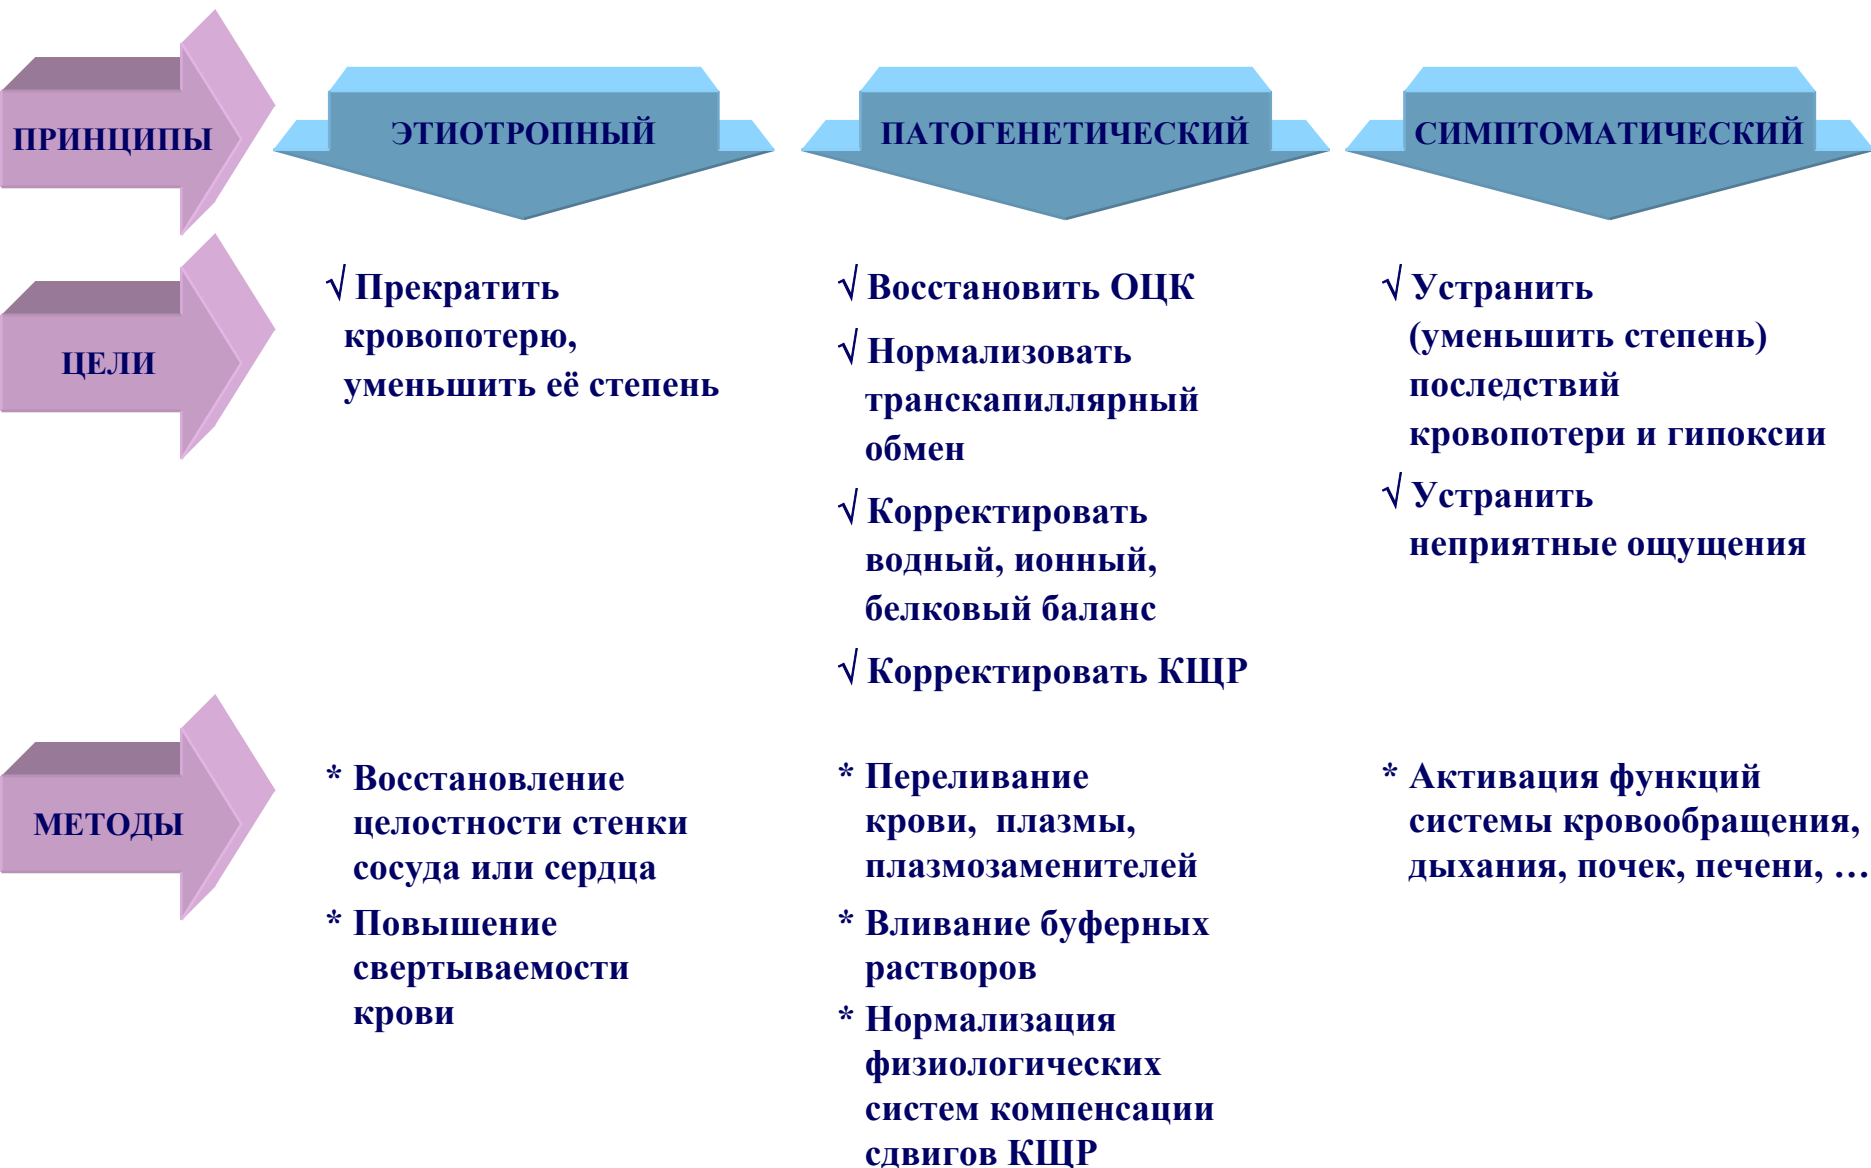 ПРИНЦИПЫ
ЭТИОТРОПНЫЙ
ПАТОГЕНЕТИЧЕСКИЙ
СИМПТОМАТИЧЕСКИЙ
ЦЕЛИ
√ Прекратить
кровопотерю,
уменьшить её степень
√ Восстановить ОЦК
√ Нормализовать
транскапиллярный
обмен
√ Корректировать
водный, ионный,
белковый баланс
√ Корректировать КЩР
√ Устранить
(уменьшить степень)
последствий
кровопотери и гипоксии
√ Устранить
неприятные ощущения
МЕТОДЫ
* Восстановление
целостности стенки
сосуда или сердца
* Повышение
свертываемости
крови
* Переливание
крови, плазмы,
плазмозаменителей
* Вливание буферных
растворов
* Нормализация
физиологических
систем компенсации
сдвигов КЩР
* Активация функций
системы кровообращения,
дыхания, почек, печени, …